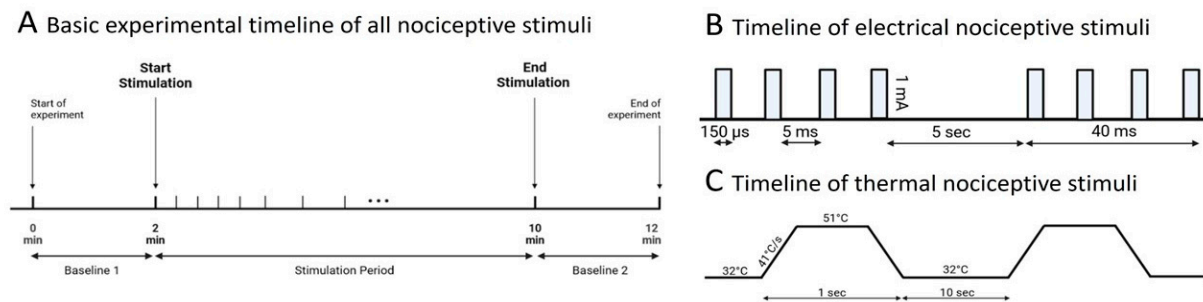 A Basic experimental timeline of all nociceptive stimuli
Start
Stimulation
End
Stimulation
Start of
experiment
End of
experiment
0
min
2
min
10
min
12
min
Baseline 1
Stimulation Period
Baseline 2
B Timeline of electrical nociceptive stimuli
1 mA
150 µs
5 ms
5 sec
40 ms
C Timeline of thermal nociceptive stimuli
51°C
41°C/s
32°C
32°C
1 sec
10 sec